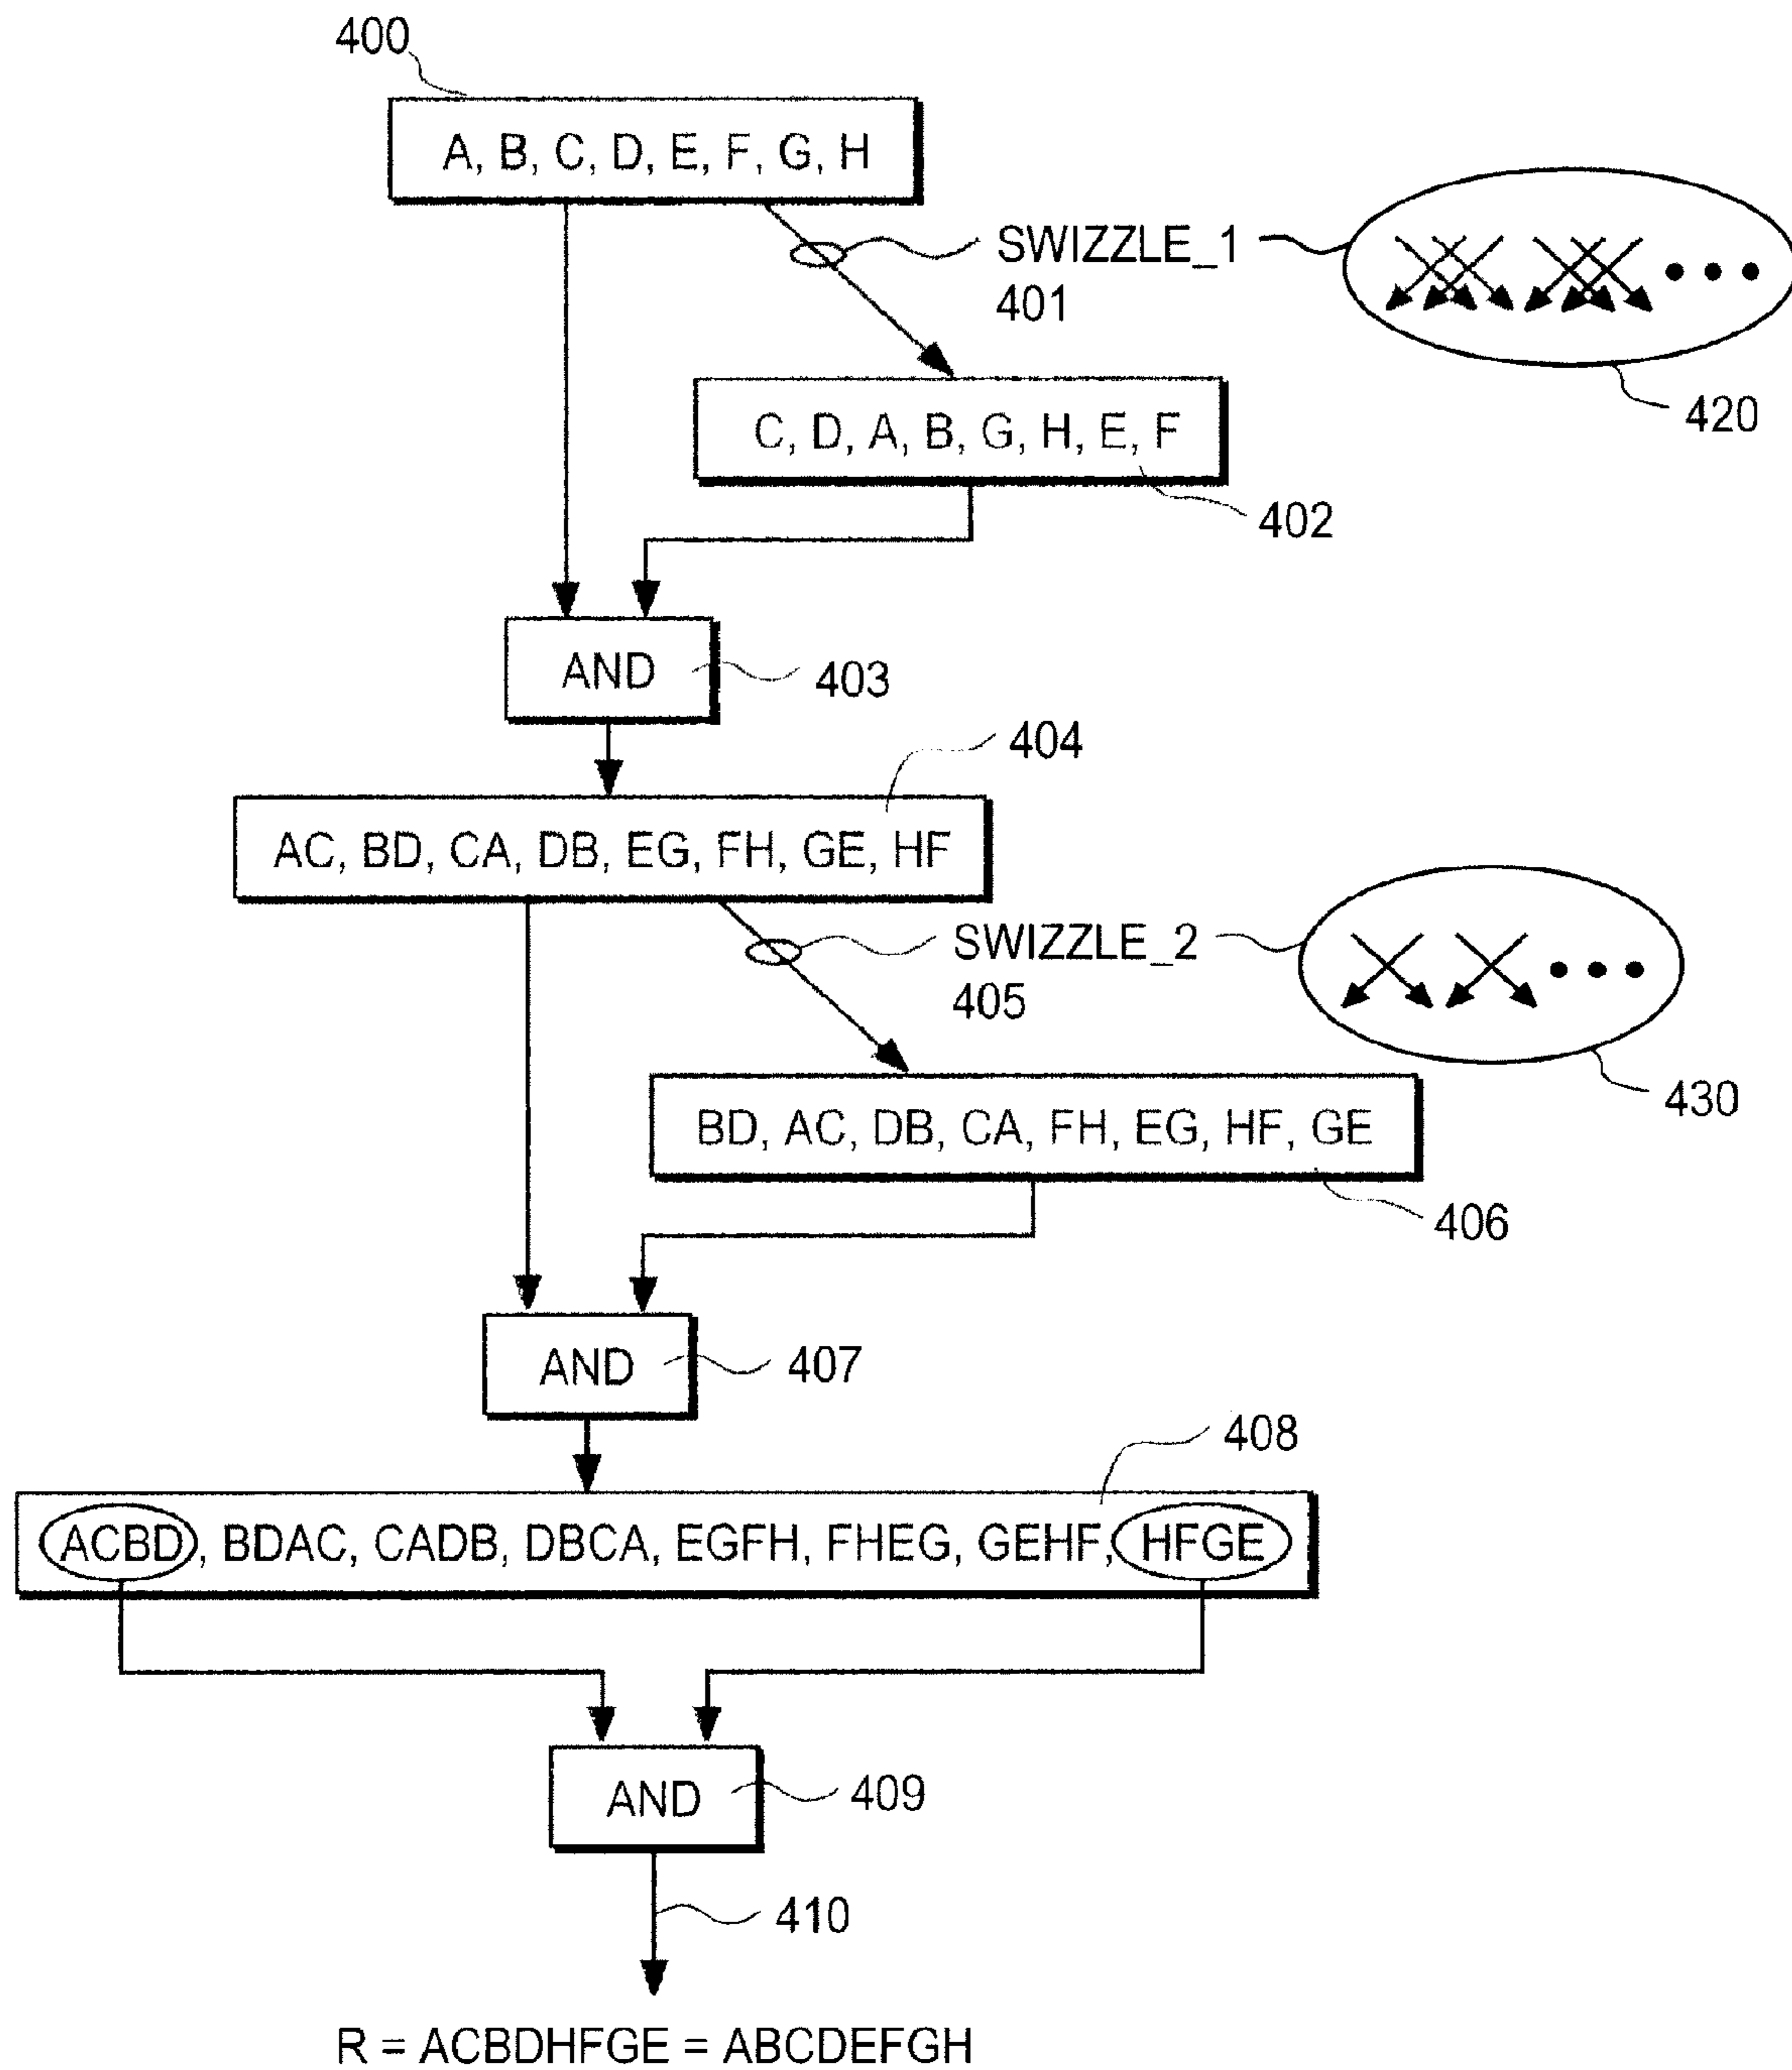 400
A, B, C, D, E, F, G, H
SWIZZLE_1
401
420
C, D, A, B, G, H, E, F
402
AND
403
404
AC, BD, CA, DB, EG, FH, GE, HF
SWIZZLE_2
405
430
BD, AC, DB, CA, FH, EG, HF, GE
406
AND
407
408
ACBD, BDAC, CADB, DBCA, EGFH, FHEG, GEHF, HFGE
AND
409
410
R = ACBDHFGE = ABCDEFGH